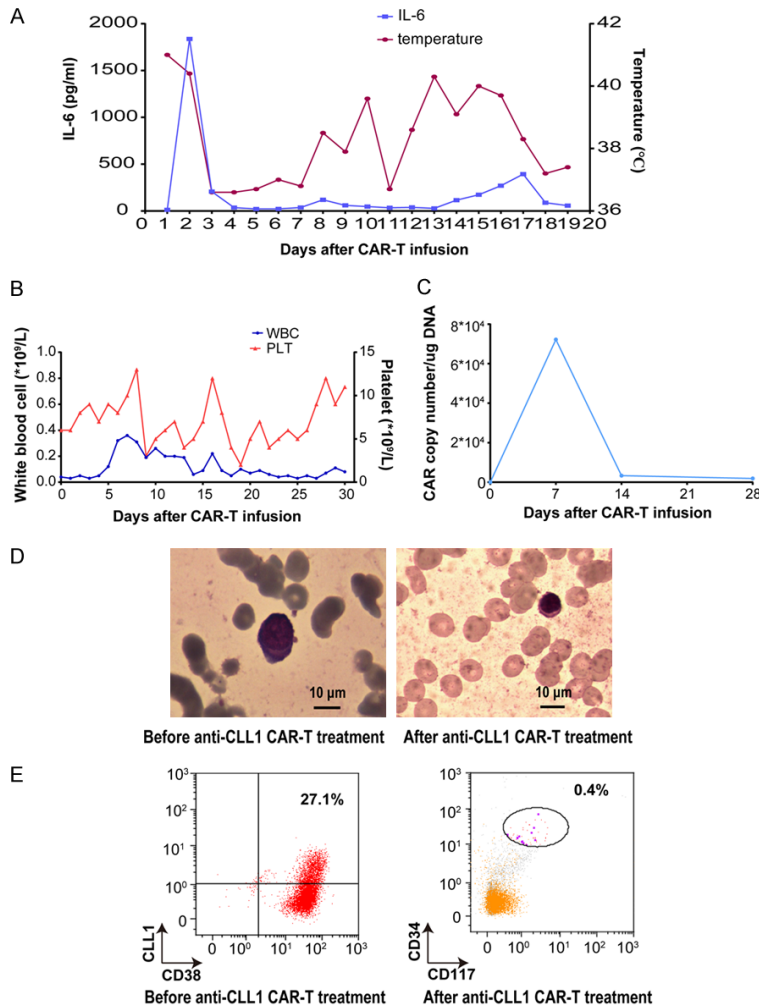 A
IL-6
temperature
IL-6 (pg/ml)
2000
1500
1000
500
0
42
40
38
36
Temperature (°C)
0 1 2 3 4 5 6 7 8 9 10 11 12 13 14 15 16 17 18 19 20
Days after CAR-T infusion
B
WBC
PLT
White blood cell (*10⁹/L)
1.0
0.8
0.6
0.4
0.2
0.0
15
10
5
0
Platelet (*10⁹/L)
0 5 10 15 20 25 30
Days after CAR-T infusion
C
CAR copy number/ug DNA
8*10⁴
6*10⁴
4*10⁴
2*10⁴
0
0 7 14 21 28
Days after CAR-T infusion
D
10 µm
Before anti-CLL1 CAR-T treatment
10 µm
After anti-CLL1 CAR-T treatment
E
10³
10²
10¹
10⁰
0
27.1%
0 10¹ 10² 10³
CLL1
CD38
Before anti-CLL1 CAR-T treatment
10³
10²
10¹
10⁰
0
0.4%
0 10⁰ 10¹ 10² 10³
CD34
CD117
After anti-CLL1 CAR-T treatment